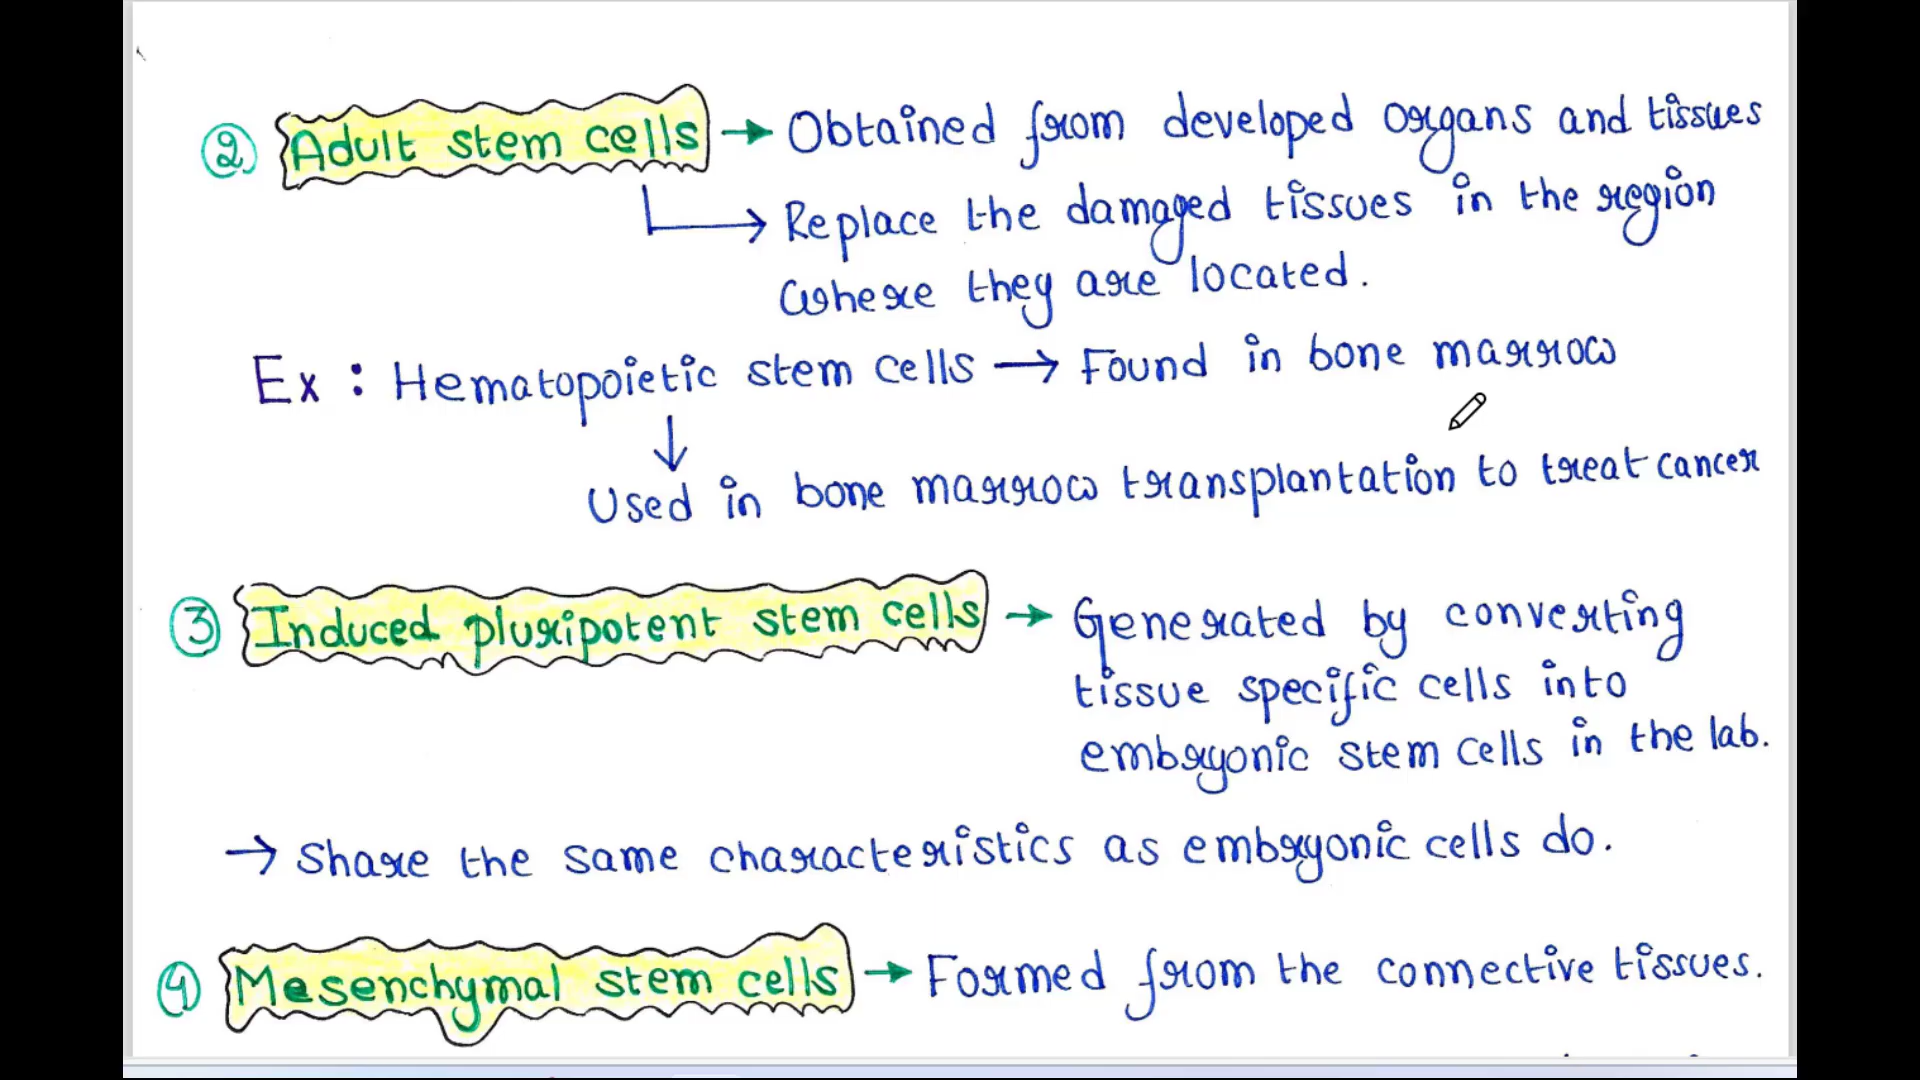 ② Adult stem cells → Obtained from developed organs and tissues
→ Replace the damaged tissues in the region
where they are located.
Ex : Hematopoietic stem cells → Found in bone marrow
↓
Used in bone marrow transplantation to treat cancer
③ Induced pluripotent stem cells → Generated by converting
tissue specific cells into
embryonic stem cells in the lab.
→ Share the same characteristics as embryonic cells do.
④ Mesenchymal stem cells → Formed from the connective tissues.